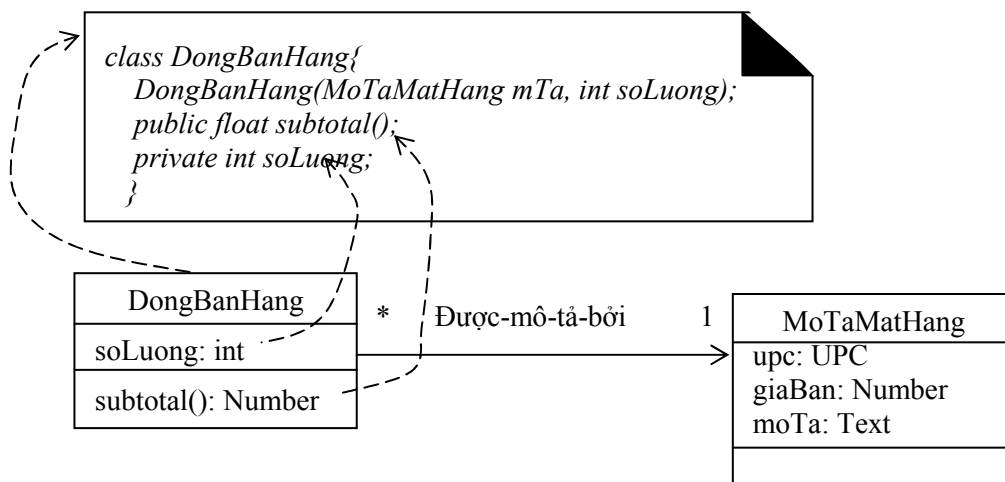 class DongBanHang{
DongBanHang(MoTaMatHang mTa, int soLuong);
public float subtotal();
private int soLuong;
}
DongBanHang
soLuong: int
subtotal(): Number
* Được-mô-tả-bởi 1
MoTaMatHang
upc: UPC
giaBan: Number
moTa: Text